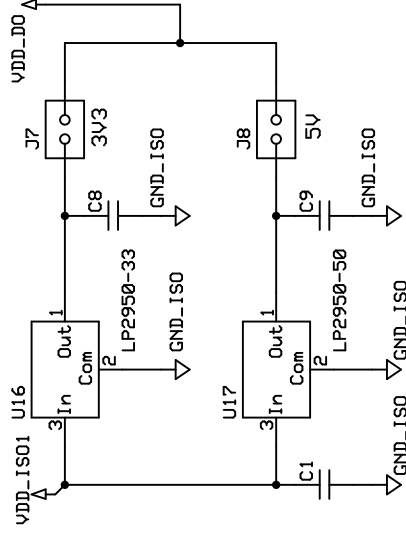 VDD_ISO1
U16
3
In
Out
1
Com
2
LP2950-33
GND_ISO
C8
GND_ISO
J7
3V3
VDD_DO
U17
3
In
Out
1
Com
2
LP2950-50
GND_ISO
C1
GND_ISO
C9
GND_ISO
J8
5V